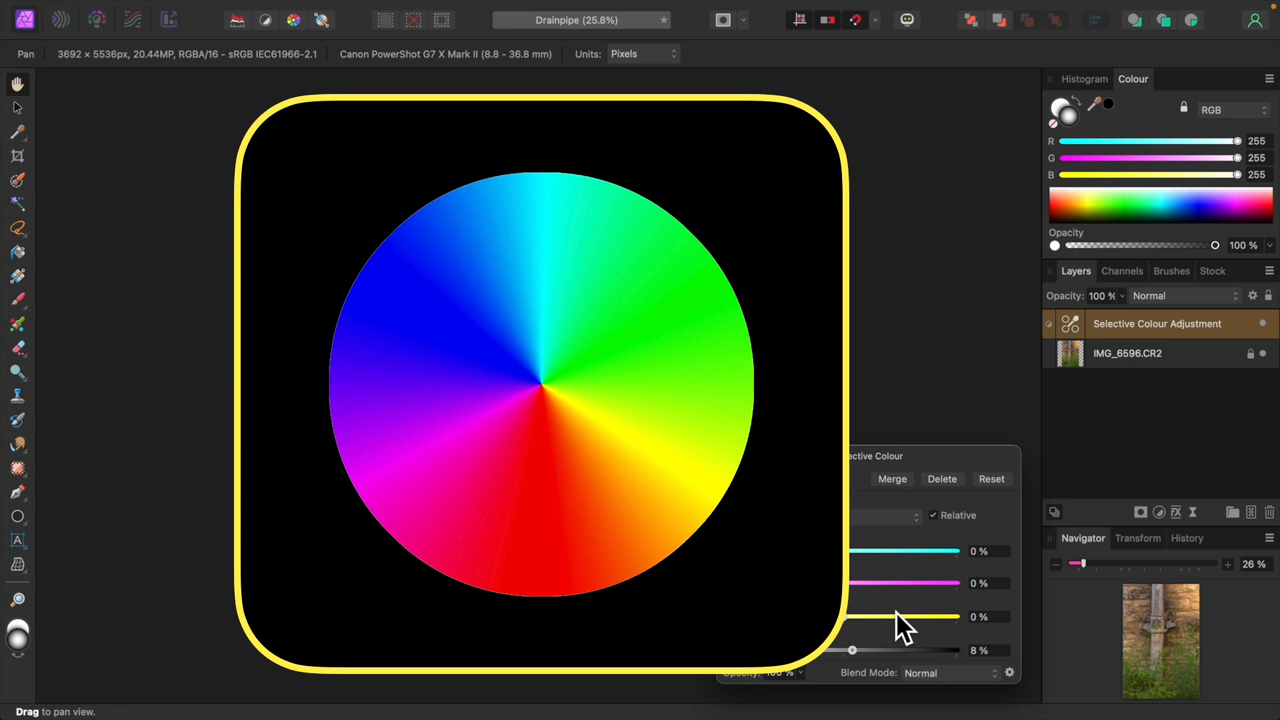 Drainpipe (25.8%)
Pan
3692 × 5536px, 20.44MP, RGBA/16 - sRGB IEC61966-2.1
Canon PowerShot G7 X Mark II (8.8 - 36.8 mm)
Units:
Pixels
Histogram
Colour
RGB
R
255
G
255
B
255
Opacity
100 %
Layers
Channels
Brushes
Stock
Opacity:
100 %
Normal
Selective Colour Adjustment
IMG_6596.CR2
Navigator
Transform
History
26 %
elective Colour
Merge
Delete
Reset
Relative
0 %
0 %
0 %
8 %
Opacity: 100 %
Blend Mode:
Normal
Drag to pan view.